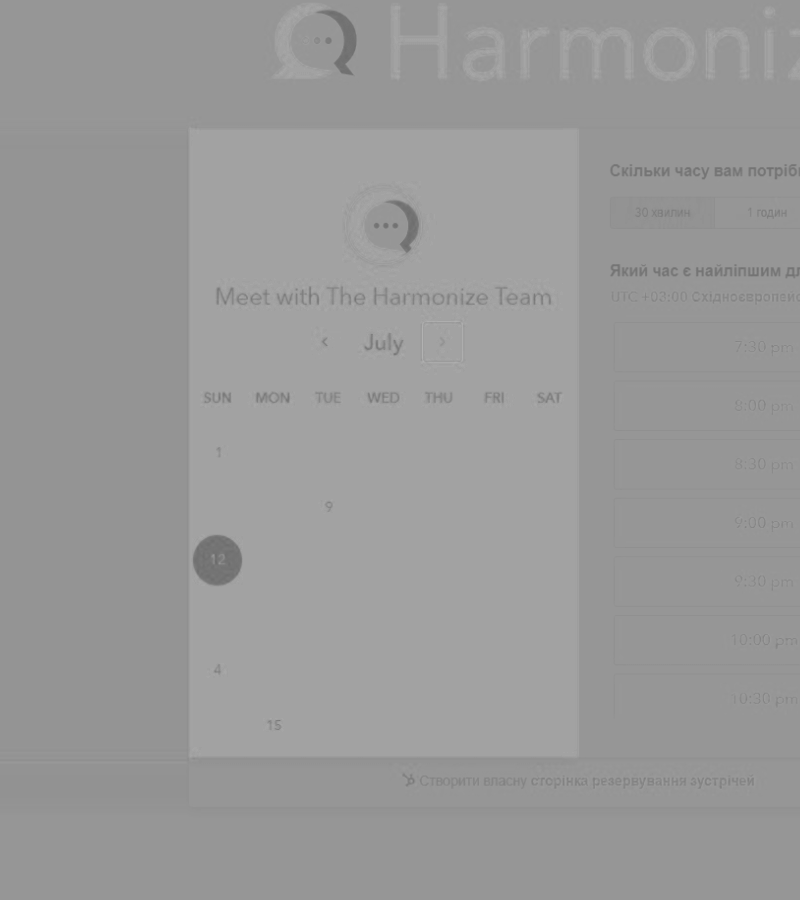 Harmoniz
Meet with The Harmonize Team
July
SUN MON TUE WED THU FRI SAT
1
9
12
4
15
Скільки часу вам потріб
30 хвилин 1 годин
Який час є найліпшим дл
UTC +03:00 Східноєвропейс
7:30 pm
8:00 pm
8:30 pm
9:00 pm
9:30 pm
10:00 pm
10:30 pm
Створити власну сторінка резервування зустрічей